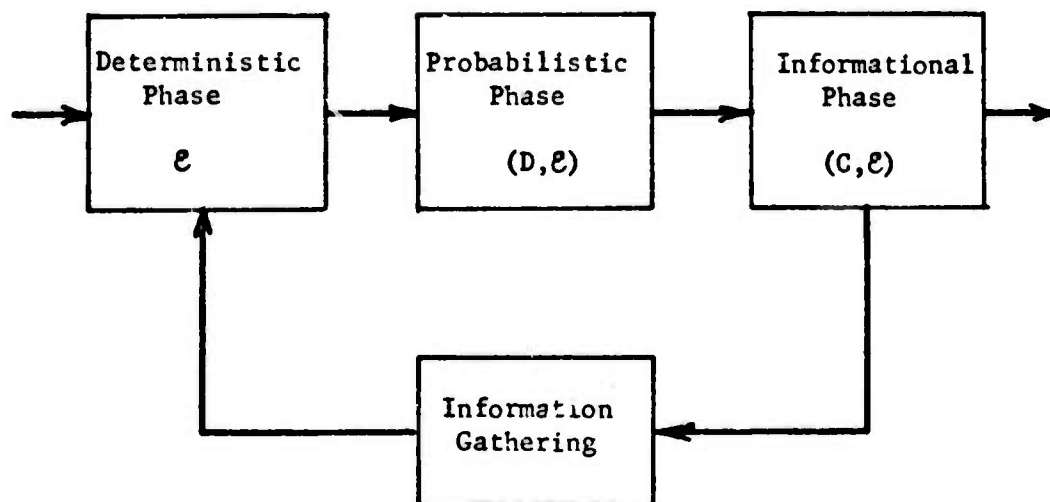 Deterministic
Phase
ℰ
Probabilistic
Phase
(D,ℰ)
Informational
Phase
(C,ℰ)
Information
Gathering